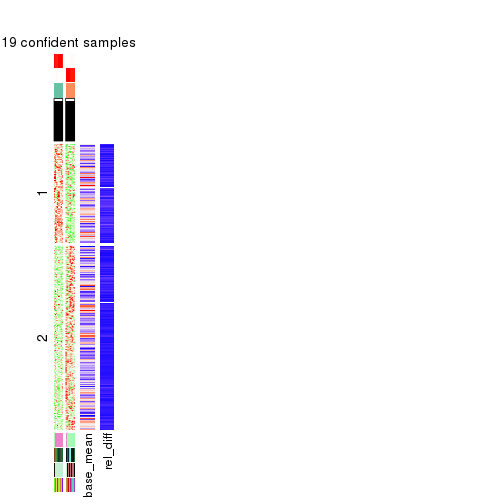 19 confident samples
1
2
base_mean
rel_diff